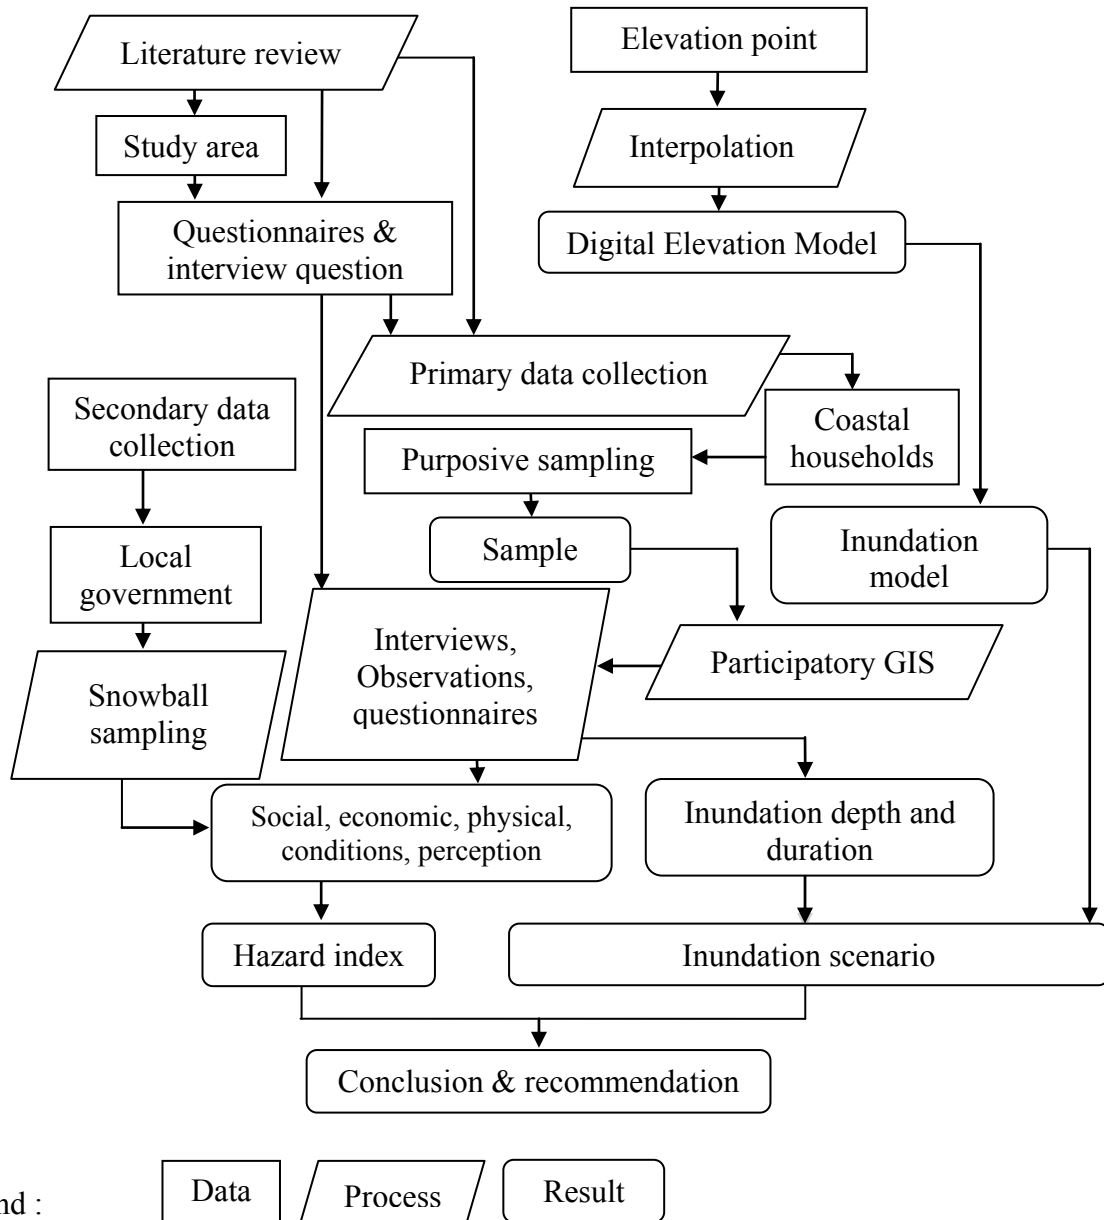 Literature review
Elevation point
Study area
Interpolation
Questionnaires &
interview question
Digital Elevation Model
Primary data collection
Secondary data
collection
Coastal
households
Purposive sampling
Sample
Inundation
model
Local
government
Interviews,
Observations,
questionnaires
Participatory GIS
Snowball
sampling
Social, economic, physical,
conditions, perception
Inundation depth and
duration
Hazard index
Inundation scenario
Conclusion & recommendation
nd :
Data
Process
Result